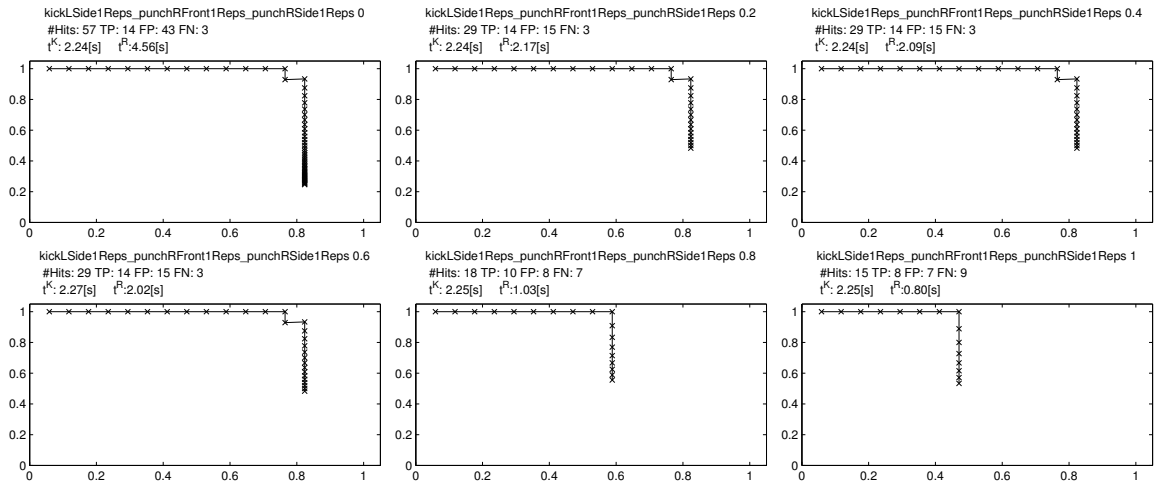 kickLSide1Reps_punchRFront1Reps_punchRSide1Reps 0
#Hits: 57 TP: 14 FP: 43 FN: 3
t^K: 2.24[s] t^R:4.56[s]
1
0.8
0.6
0.4
0.2
0
0 0.2 0.4 0.6 0.8 1
kickLSide1Reps_punchRFront1Reps_punchRSide1Reps 0.2
#Hits: 29 TP: 14 FP: 15 FN: 3
t^K: 2.24[s] t^R:2.17[s]
1
0.8
0.6
0.4
0.2
0
0 0.2 0.4 0.6 0.8 1
kickLSide1Reps_punchRFront1Reps_punchRSide1Reps 0.4
#Hits: 29 TP: 14 FP: 15 FN: 3
t^K: 2.24[s] t^R:2.09[s]
1
0.8
0.6
0.4
0.2
0
0 0.2 0.4 0.6 0.8 1
kickLSide1Reps_punchRFront1Reps_punchRSide1Reps 0.6
#Hits: 29 TP: 14 FP: 15 FN: 3
t^K: 2.27[s] t^R:2.02[s]
1
0.8
0.6
0.4
0.2
0
0 0.2 0.4 0.6 0.8 1
kickLSide1Reps_punchRFront1Reps_punchRSide1Reps 0.8
#Hits: 18 TP: 10 FP: 8 FN: 7
t^K: 2.25[s] t^R:1.03[s]
1
0.8
0.6
0.4
0.2
0
0 0.2 0.4 0.6 0.8 1
kickLSide1Reps_punchRFront1Reps_punchRSide1Reps 1
#Hits: 15 TP: 8 FP: 7 FN: 9
t^K: 2.25[s] t^R:0.80[s]
1
0.8
0.6
0.4
0.2
0
0 0.2 0.4 0.6 0.8 1